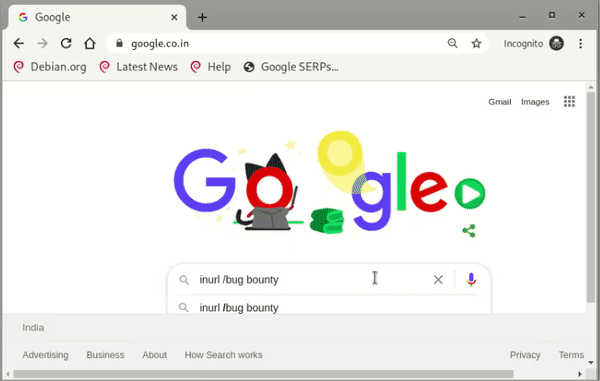 Google
google.co.in
Incognito
Debian.org Latest News Help Google SERPs...
Gmail Images
Google
inurl /bug bounty
inurl /bug bounty
India
Advertising Business About How Search works Privacy Terms